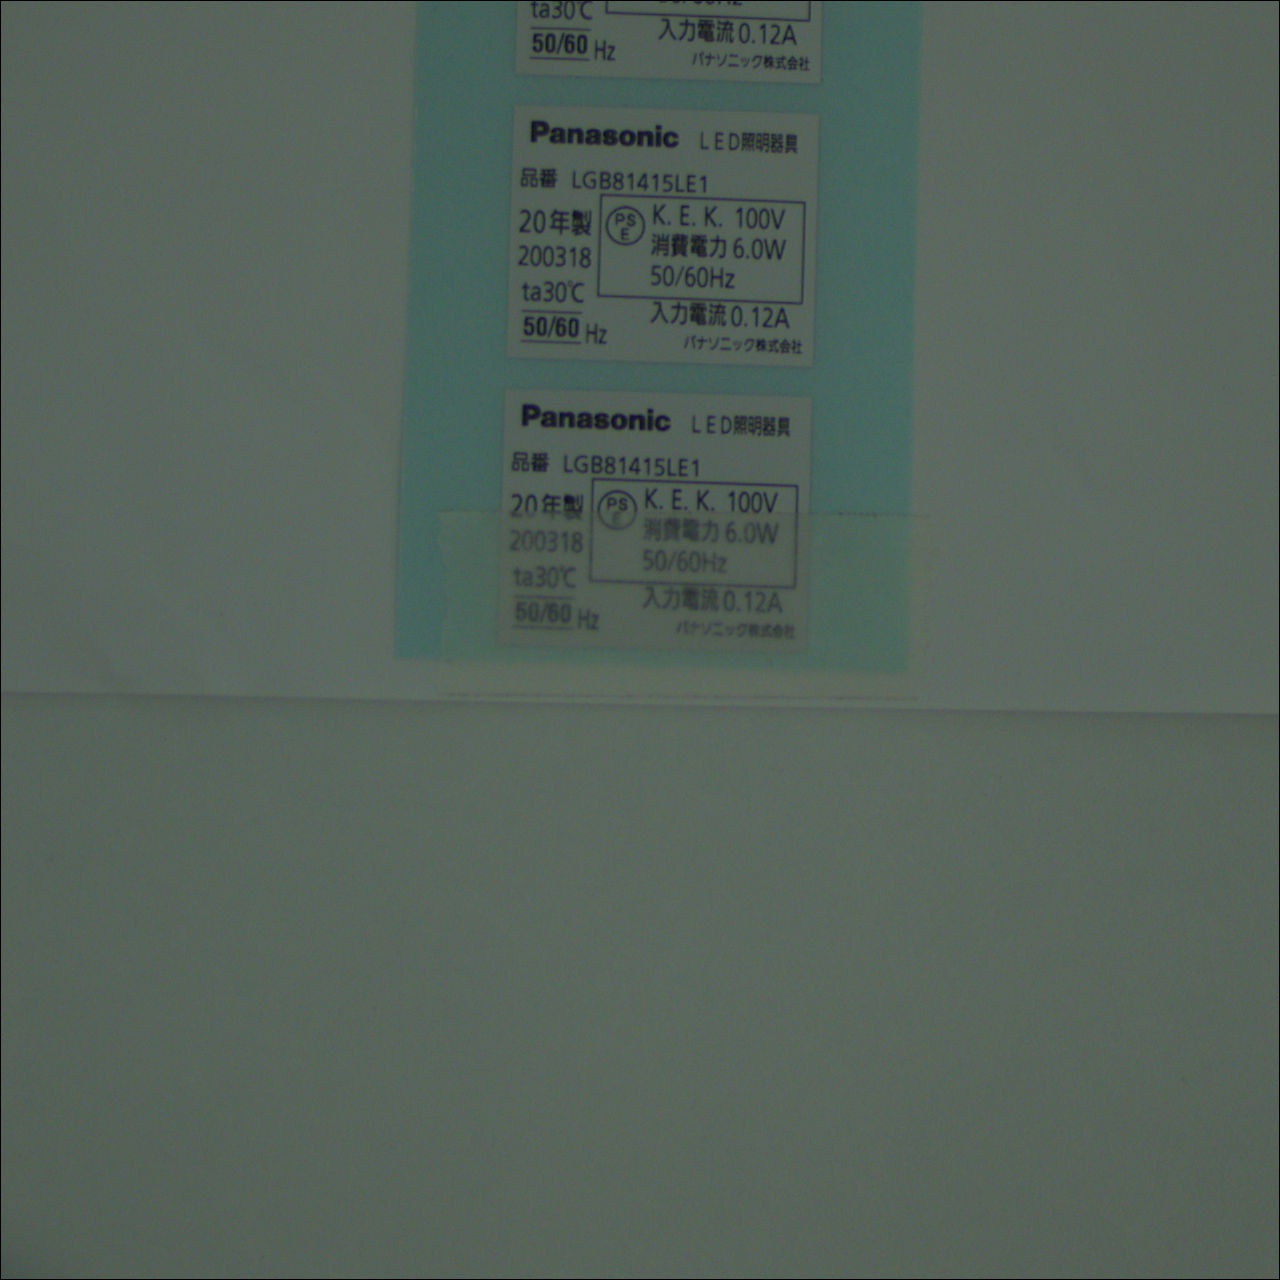 ta30℃
50/60 Hz
入力電流0.12A
パナソニック株式会社
Panasonic LED照明器具
品番 LGB81415LE1
20年製 PS E K. E. K. 100V
200318 消費電力6.0W
50/60Hz
ta30℃
入力電流0.12A
50/60 Hz
パナソニック株式会社
Panasonic LED照明器具
品番 LGB81415LE1
20年製 PS E K. E. K. 100V
200318 消費電力6.0W
50/60Hz
ta30℃
入力電流0.12A
50/60 Hz
パナソニック株式会社